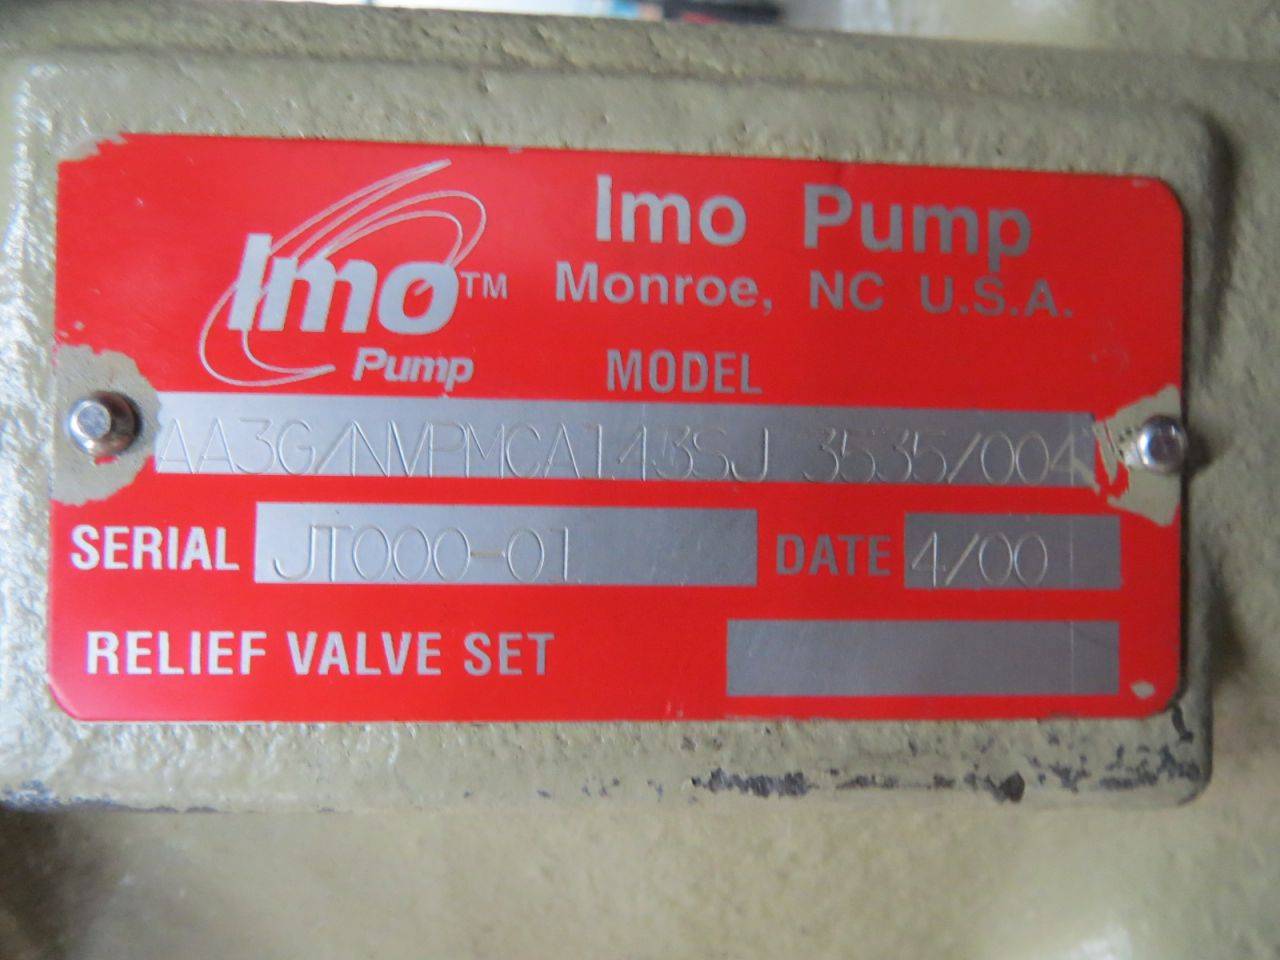 Imo™
Pump
Imo Pump
Monroe, NC U.S.A.
MODEL
AA3G/NVPMCA143SJ 3535/004
SERIAL JT000-01 DATE 4/00
RELIEF VALVE SET